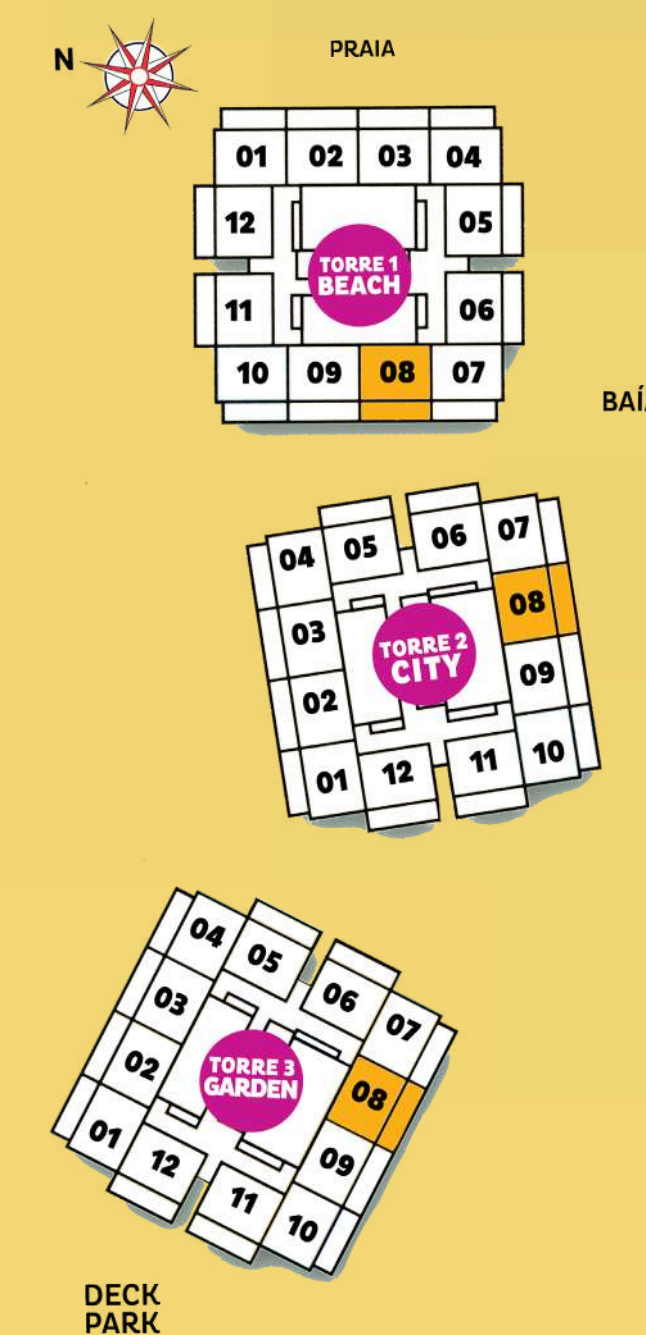 N
PRAIA
01 02 03 04
12 05
TORRE 1
BEACH
11 06
10 09 08 07
BAÍ
04 05 06 07
03 08
TORRE 2
CITY
02 09
01 12 11 10
04 05 06 07
03 08
TORRE 3
GARDEN
02 09
01 12 11 10
DECK
PARK